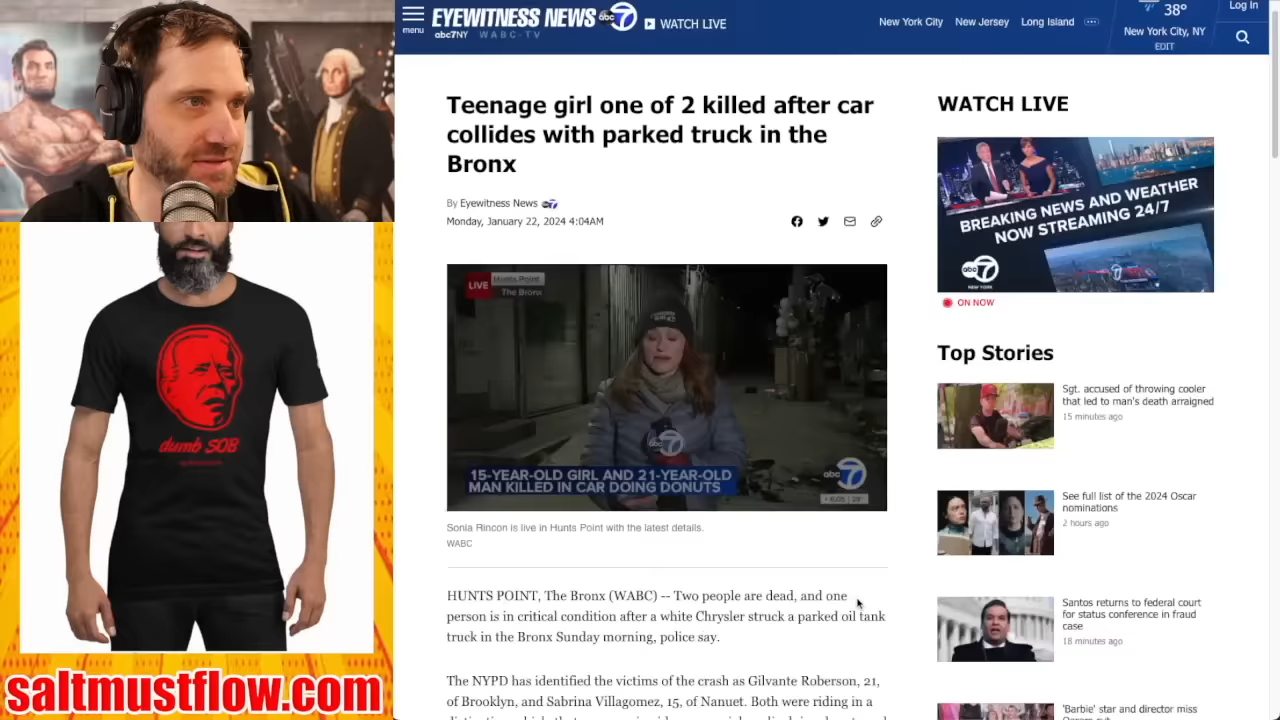 menu
EYEWITNESS NEWS abc 7
abc7NY WABC-TV
WATCH LIVE
New York City New Jersey Long Island
38°
New York City, NY
EDIT
Log In
Teenage girl one of 2 killed after car
collides with parked truck in the
Bronx
By Eyewitness News
Monday, January 22, 2024 4:04AM
LIVE Hunts Point
The Bronx
15-YEAR-OLD GIRL AND 21-YEAR-OLD
MAN KILLED IN CAR DOING DONUTS
abc 7
Sonia Rincon is live in Hunts Point with the latest details.
WABC
HUNTS POINT, The Bronx (WABC) -- Two people are dead, and one
person is in critical condition after a white Chrysler struck a parked oil tank
truck in the Bronx Sunday morning, police say.
The NYPD has identified the victims of the crash as Gilvante Roberson, 21,
of Brooklyn, and Sabrina Villagomez, 15, of Nanuet. Both were riding in a
WATCH LIVE
BREAKING NEWS AND WEATHER
NOW STREAMING 24/7
abc 7
NEW YORK
ON NOW
Top Stories
Sgt. accused of throwing cooler
that led to man's death arraigned
15 minutes ago
See full list of the 2024 Oscar
nominations
2 hours ago
Santos returns to federal court
for status conference in fraud
case
18 minutes ago
'Barbie' star and director miss
dumb SOB
saltmustflow.com